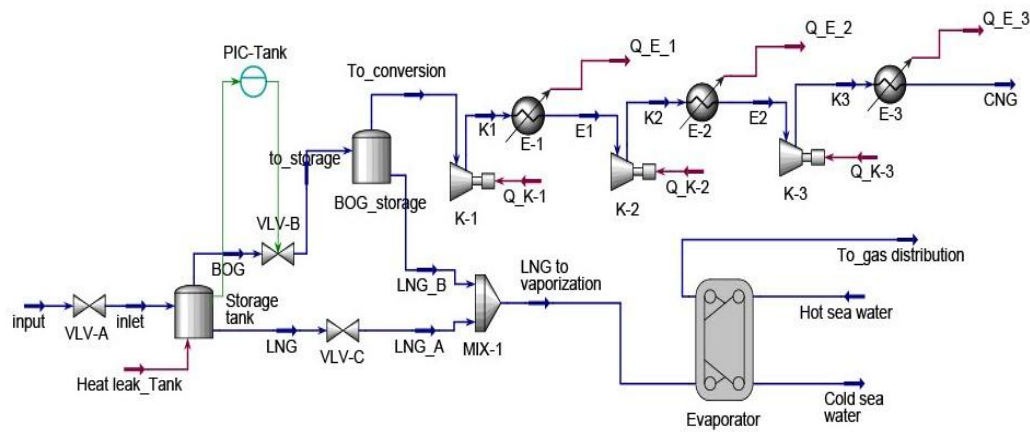 Q_E_3
Q_E_2
Q_E_1
PIC-Tank
To_conversion
K1
E-1
E1
K2
E-2
E2
K3
E-3
CNG
to_storage
BOG_storage
K-1
Q_K-1
K-2
Q_K-2
K-3
Q_K-3
VLV-B
BOG
LNG_B
LNG to
vaporization
To_gas distribution
input
VLV-A
inlet
Storage
tank
LNG
VLV-C
LNG_A
MIX-1
Hot sea water
Heat leak_Tank
Evaporator
Cold sea
water